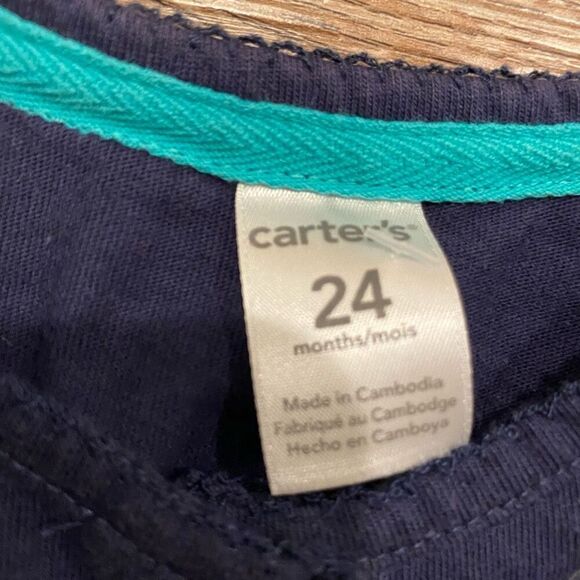 carter's
24
months/mois
Made in Cambodia
Fabriqué au Cambodge
Hecho en Camboya